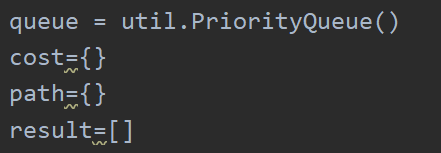 queue = util.PriorityQueue()
cost={}
path={}
result=[]